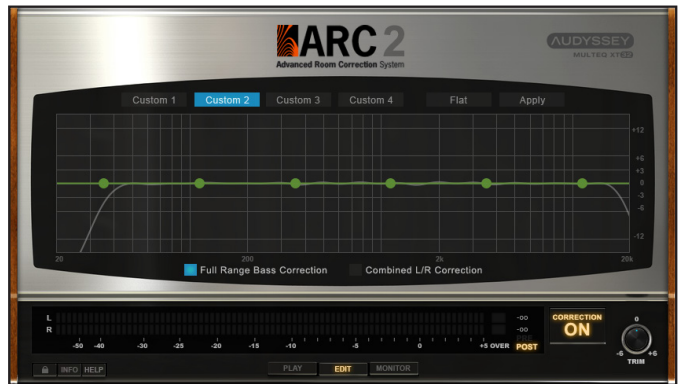 ARC 2
Advanced Room Correction System
AUDYSSEY
MULTEQ XT32
Custom 1 Custom 2 Custom 3 Custom 4 Flat Apply
+12
+6
+3
0
-3
-6
-12
20 200 2k 20k
Full Range Bass Correction Combined L/R Correction
L -oo
R -oo
PRE
-50 -40 -30 -25 -20 -15 -10 -5 0 +5 OVER POST
CORRECTION
ON
0
-6 +6
TRIM
INFO HELP PLAY EDIT MONITOR